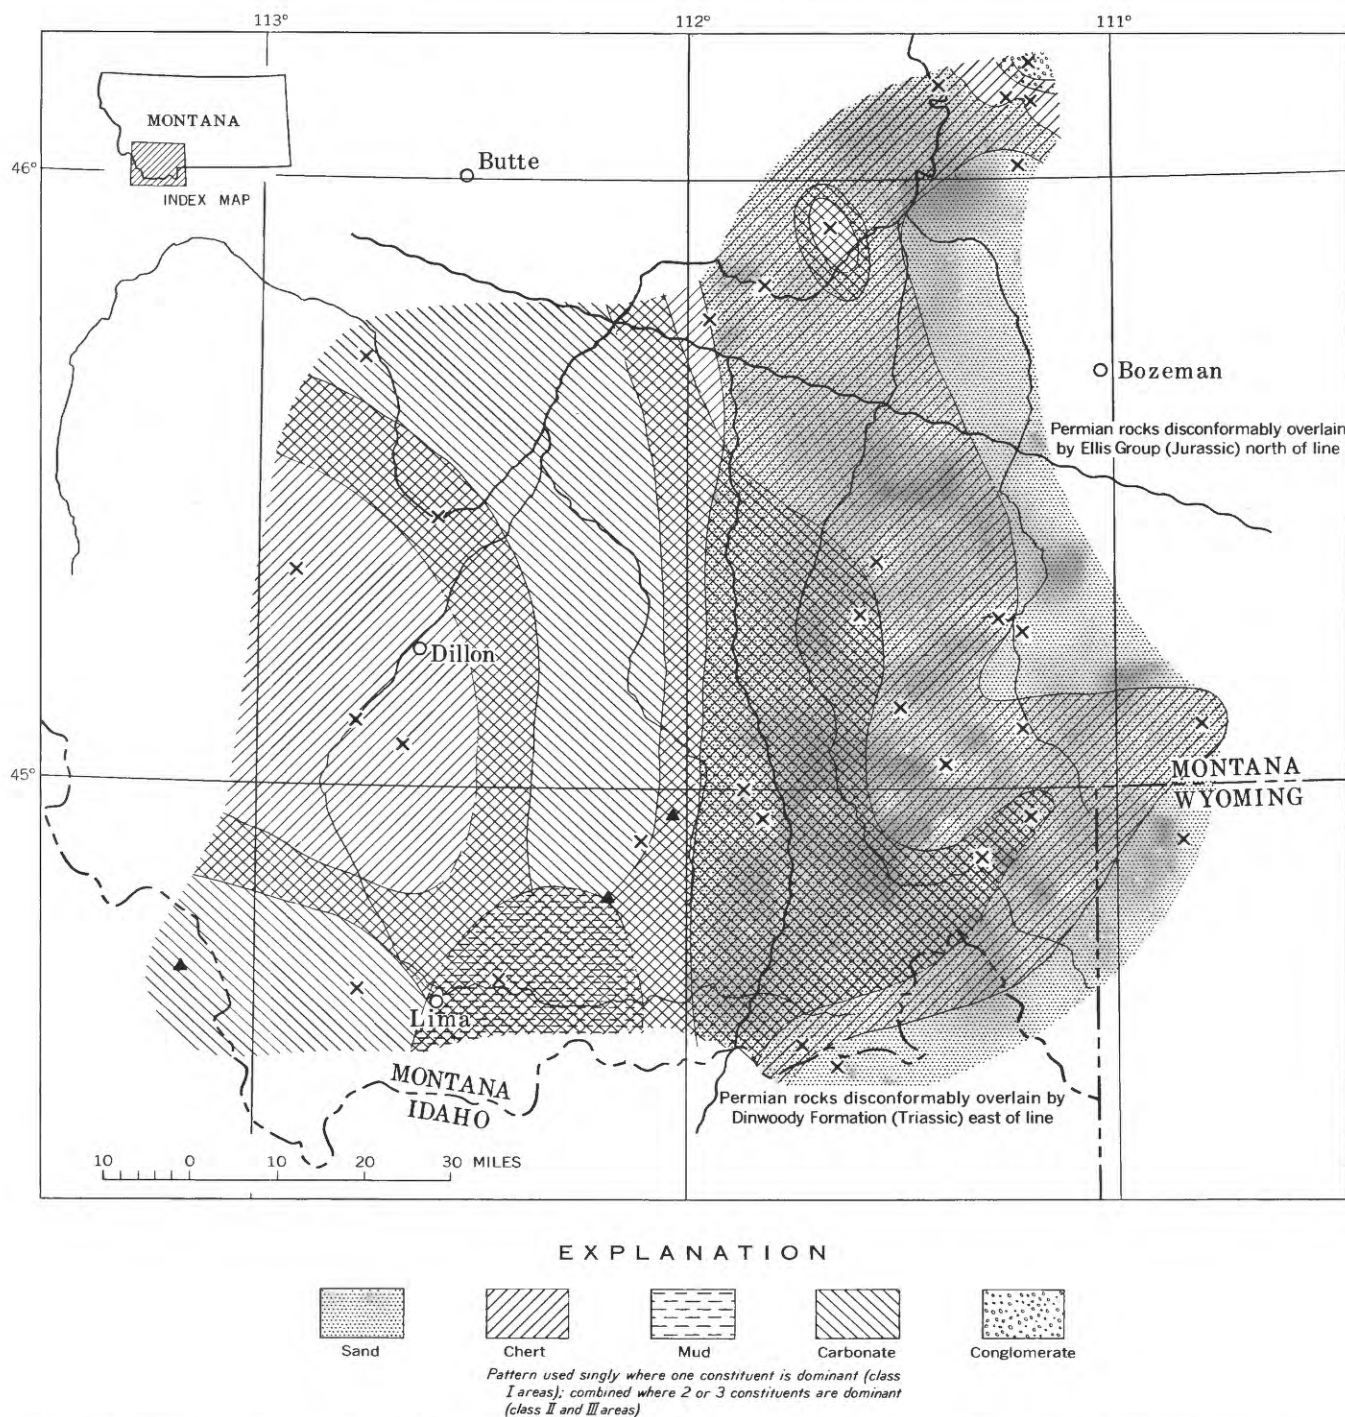 113°
112°
111°
MONTANA
INDEX MAP
46°
Butte
Bozeman
Permian rocks disconformably overlain
by Ellis Group (Jurassic) north of line
Dillon
45°
MONTANA
WYOMING
Lima
MONTANA
IDAHO
Permian rocks disconformably overlain by
Dinwoody Formation (Triassic) east of line
10 0 10 20 30 MILES
EXPLANATION
Sand
Chert
Mud
Carbonate
Conglomerate
Pattern used singly where one constituent is dominant (class
I areas); combined where 2 or 3 constituents are dominant
(class II and III areas)